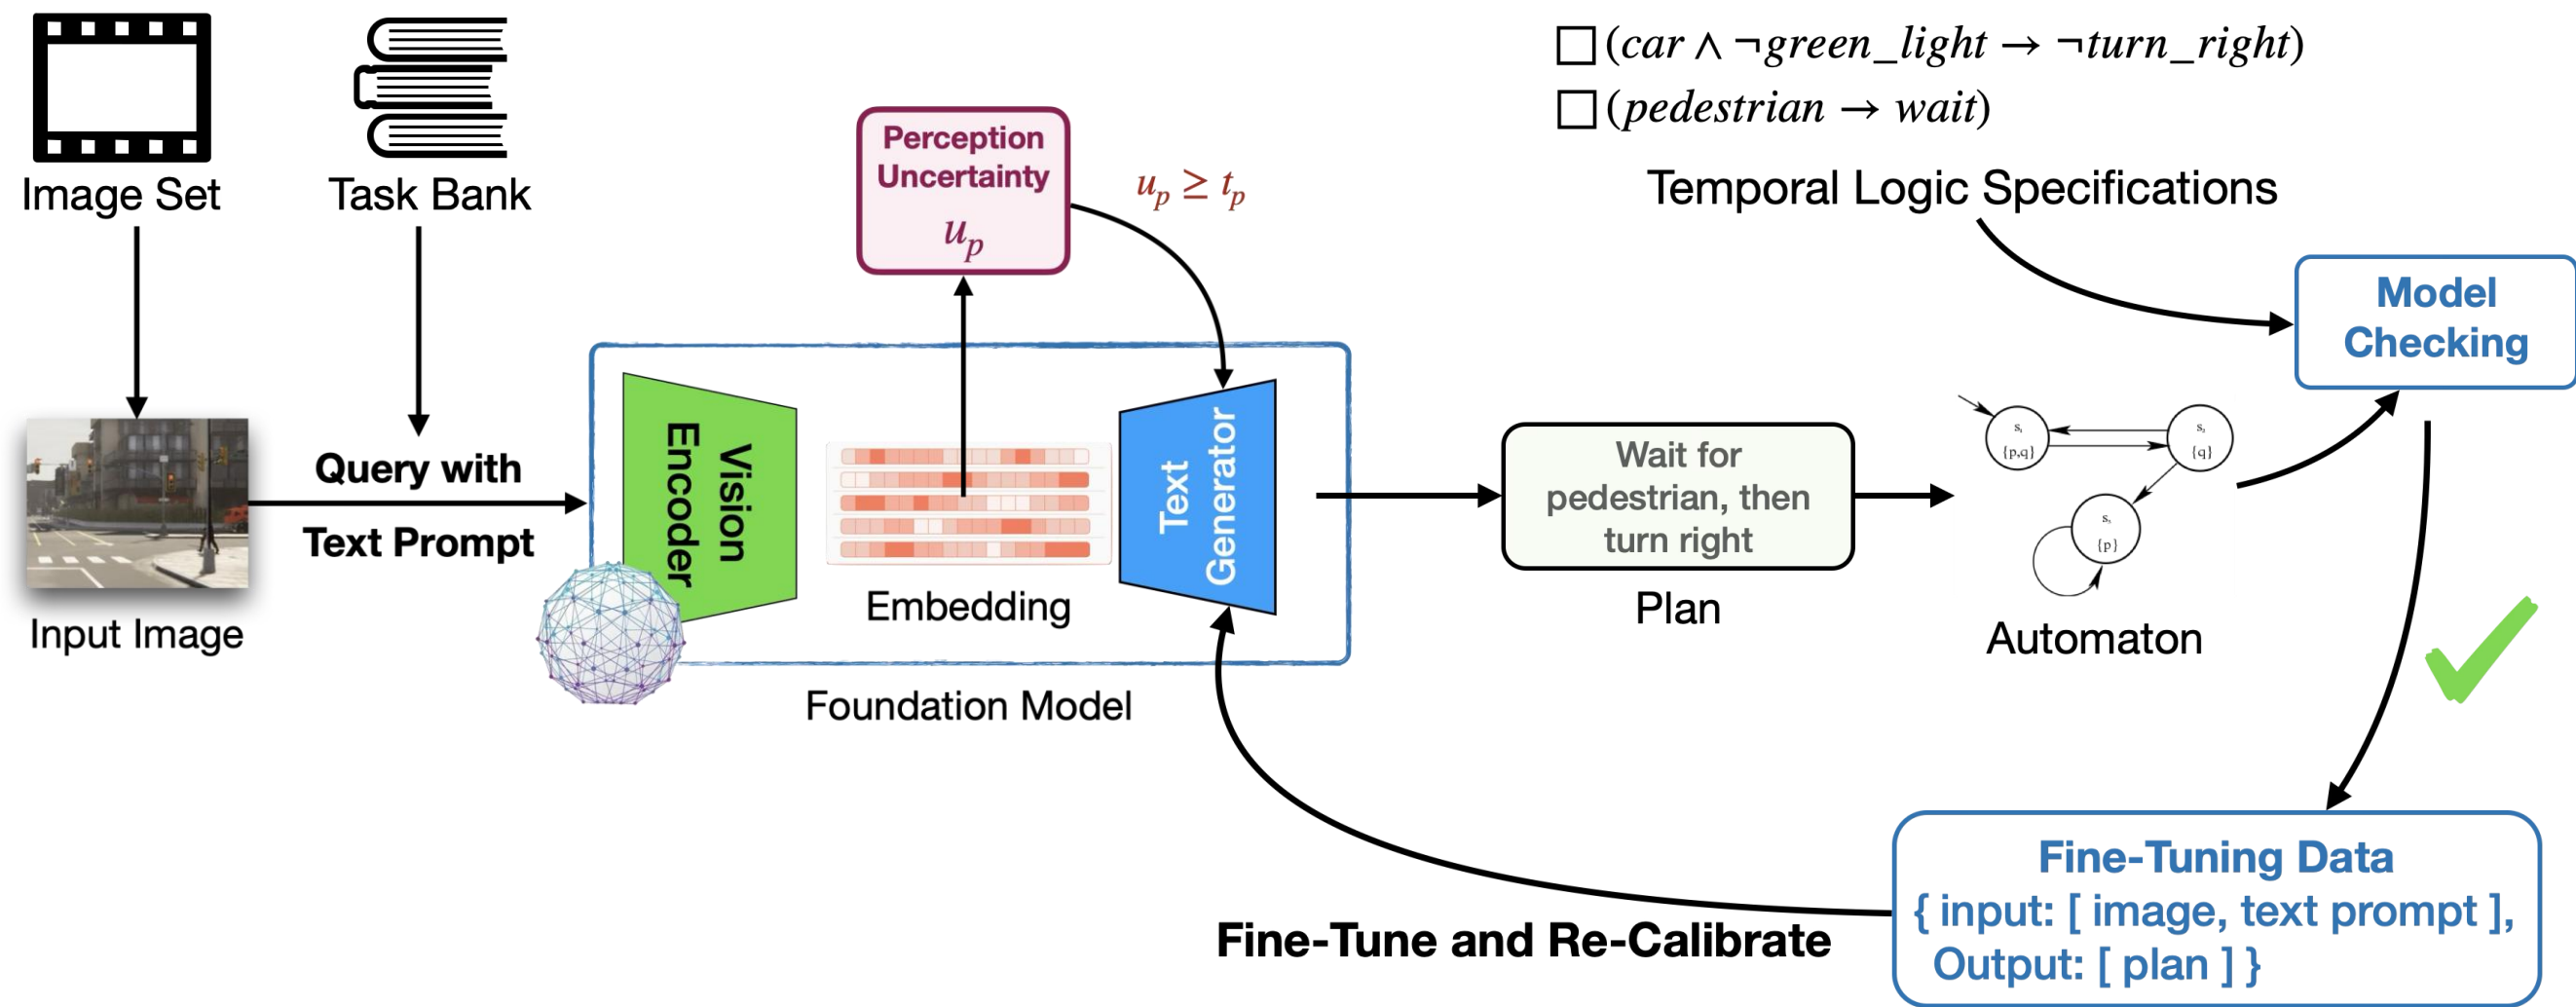 Image Set
Task Bank
Perception
Uncertainty
u_p
u_p ≥ t_p
□(car ∧ ¬green_light → ¬turn_right)
□(pedestrian → wait)
Temporal Logic Specifications
Model
Checking
Query with
Text Prompt
Input Image
Vision
Encoder
Embedding
Text
Generator
Foundation Model
Wait for
pedestrian, then
turn right
Plan
{p,q}
{q}
{p}
Automaton
Fine-Tuning Data
{ input: [ image, text prompt ],
Output: [ plan ] }
Fine-Tune and Re-Calibrate